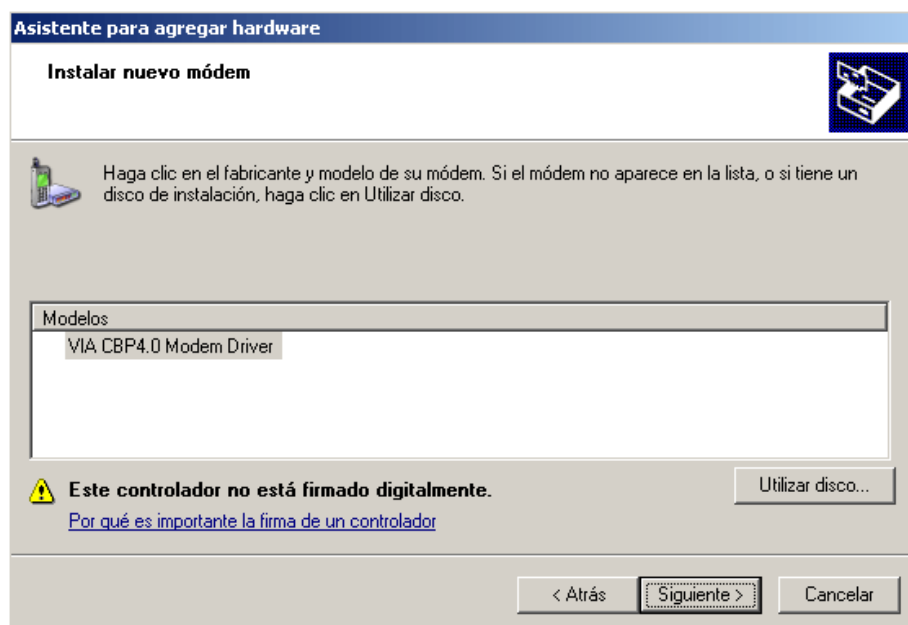 Asistente para agregar hardware
Instalar nuevo módem
Haga clic en el fabricante y modelo de su módem. Si el módem no aparece en la lista, o si tiene un
disco de instalación, haga clic en Utilizar disco.
Modelos
VIA CBP4.0 Modem Driver
Este controlador no está firmado digitalmente.
Utilizar disco...
Por qué es importante la firma de un controlador
< Atrás
Siguiente >
Cancelar